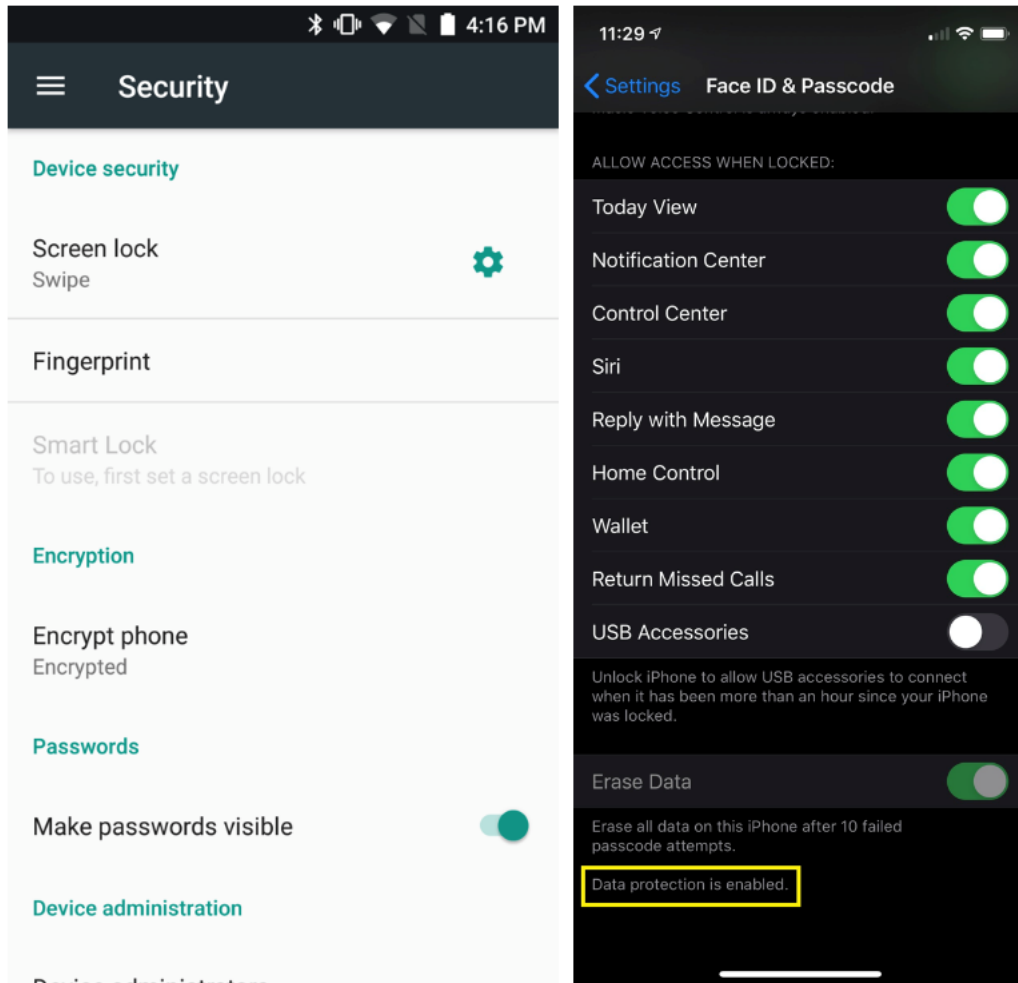 4:16 PM
Security
Device security
Screen lock
Swipe
Fingerprint
Smart Lock
To use, first set a screen lock
Encryption
Encrypt phone
Encrypted
Passwords
Make passwords visible
Device administration
11:29
Settings
Face ID & Passcode
ALLOW ACCESS WHEN LOCKED:
Today View
Notification Center
Control Center
Siri
Reply with Message
Home Control
Wallet
Return Missed Calls
USB Accessories
Unlock iPhone to allow USB accessories to connect
when it has been more than an hour since your iPhone
was locked.
Erase Data
Erase all data on this iPhone after 10 failed
passcode attempts.
Data protection is enabled.